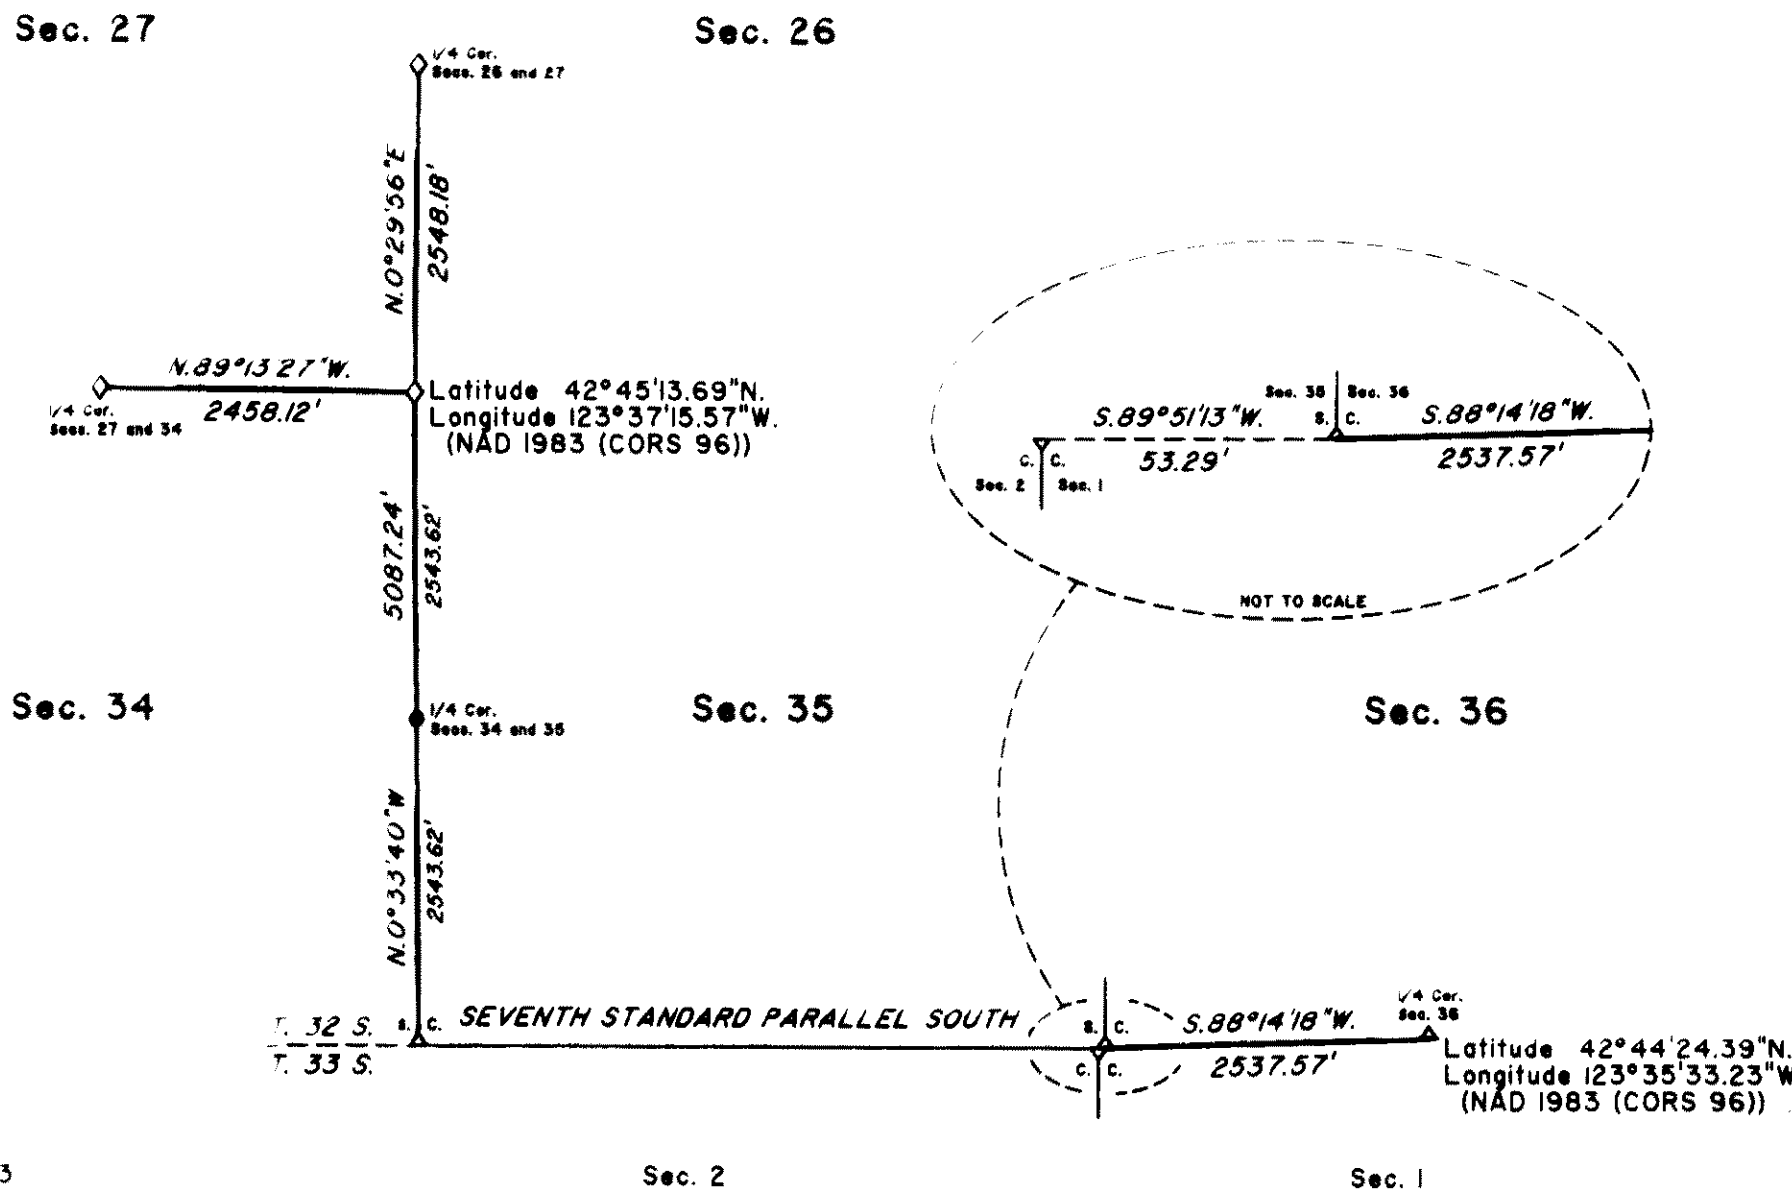 Sec. 27
Sec. 26
1/4 Cor.
Secs. 26 and 27
N.0°29'56"E
2548.18'
N.89°13'27"W.
2458.12'
1/4 Cor.
Secs. 27 and 34
Latitude 42°45'13.69"N.
Longitude 123°37'15.57"W.
(NAD 1983 (CORS 96))
Sec. 35 Sec. 36
S. C.
S.89°51'13"W.
53.29'
S.88°14'18"W.
2537.57'
C. C.
Sec. 2 Sec. 1
NOT TO SCALE
5087.24'
2543.62'
Sec. 34
1/4 Cor.
Secs. 34 and 35
Sec. 35
Sec. 36
N.0°33'40"W
2543.62'
T. 32 S.
T. 33 S.
S. C.
SEVENTH STANDARD PARALLEL SOUTH
S. C.
C. C.
S.88°14'18"W.
2537.57'
1/4 Cor.
Sec. 36
Latitude 42°44'24.39"N.
Longitude 123°35'33.23"W
(NAD 1983 (CORS 96))
3
Sec. 2
Sec. 1